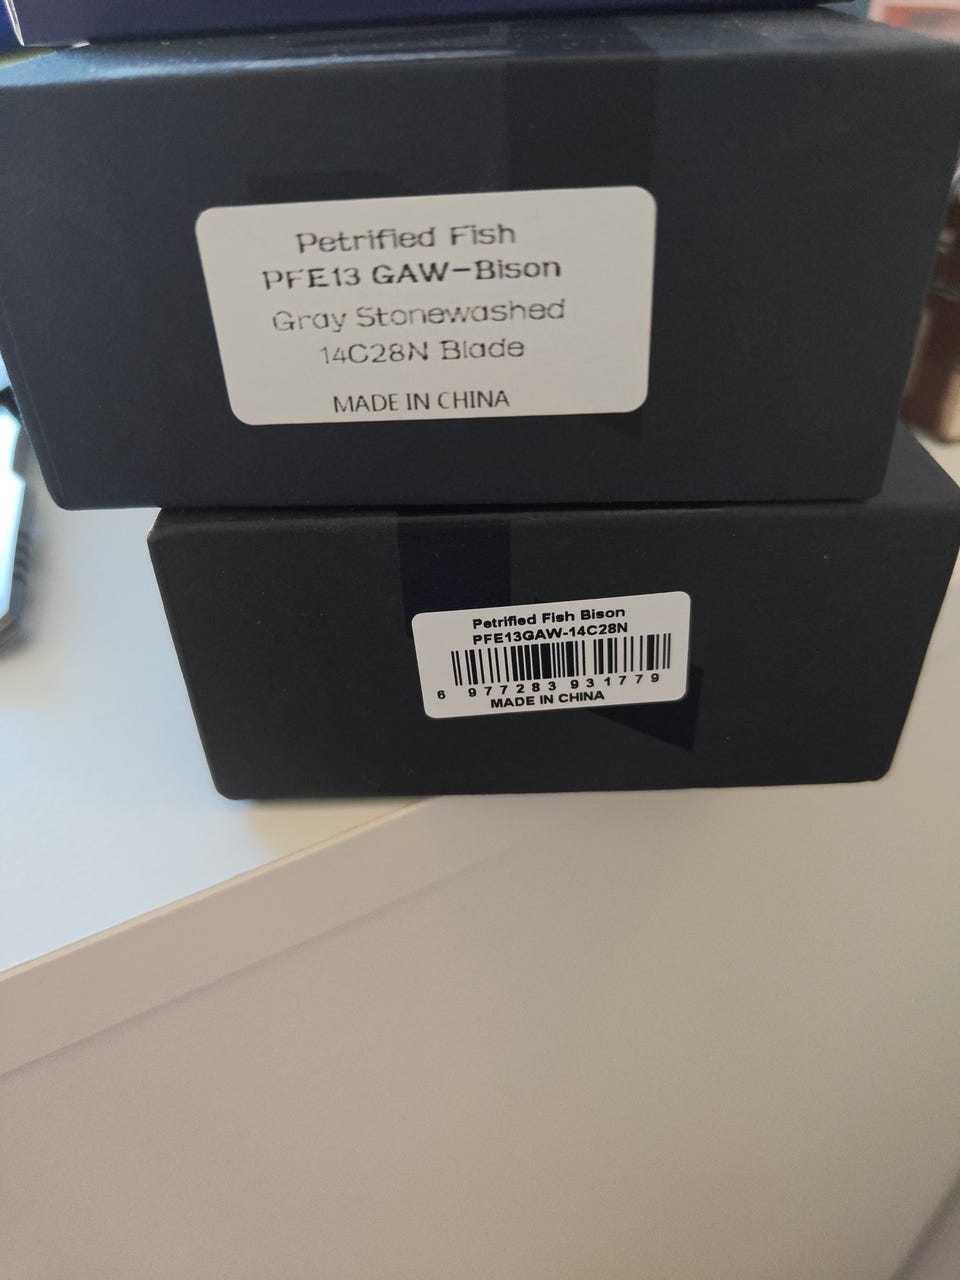 Petrified Fish
PFE13 GAW-Bison
Gray Stonewashed
14C28N Blade
MADE IN CHINA
Petrified Fish Bison
PFE13GAW-14C28N
6 977283 931779
MADE IN CHINA